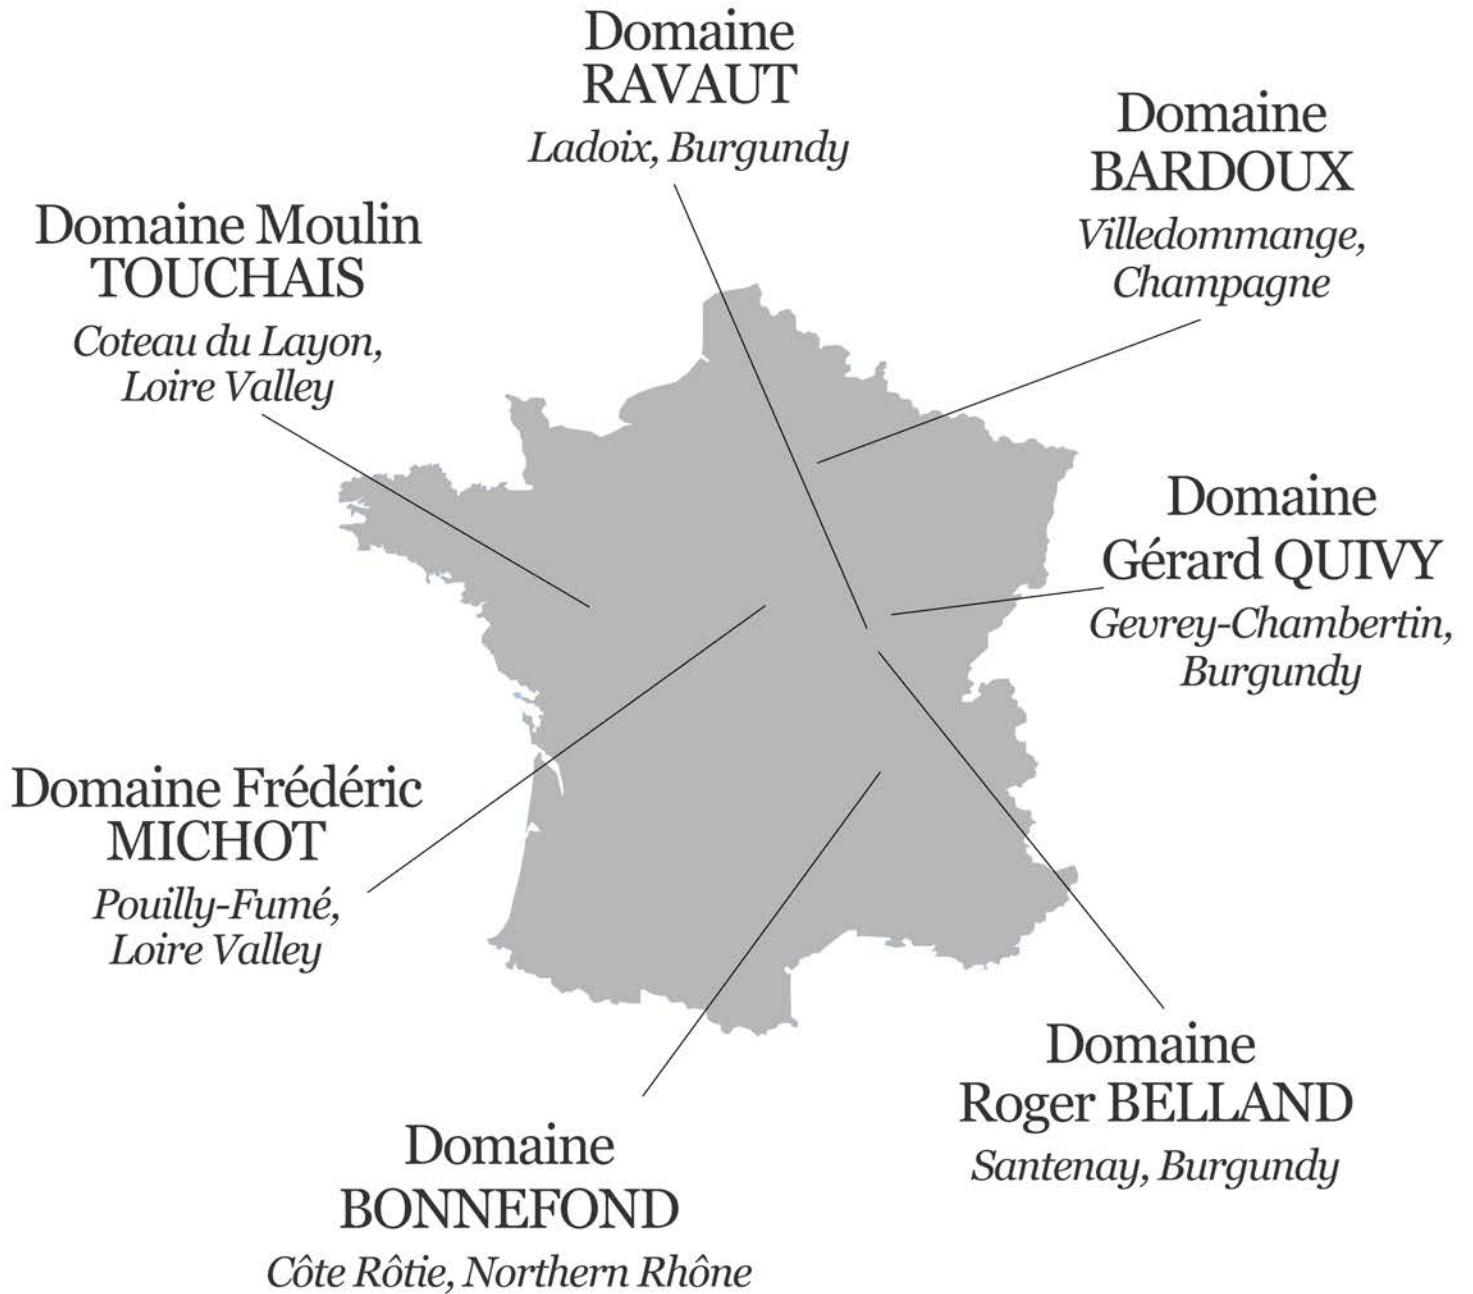 Domaine
RAVAUT
Ladoix, Burgundy
Domaine
BARDOUX
Villedommange,
Champagne
Domaine Moulin
TOUCHAIS
Coteau du Layon,
Loire Valley
Domaine
Gérard QUIVY
Gevrey-Chambertin,
Burgundy
Domaine Frédéric
MICHOT
Pouilly-Fumé,
Loire Valley
Domaine
Roger BELLAND
Santenay, Burgundy
Domaine
BONNEFOND
Côte Rôtie, Northern Rhône